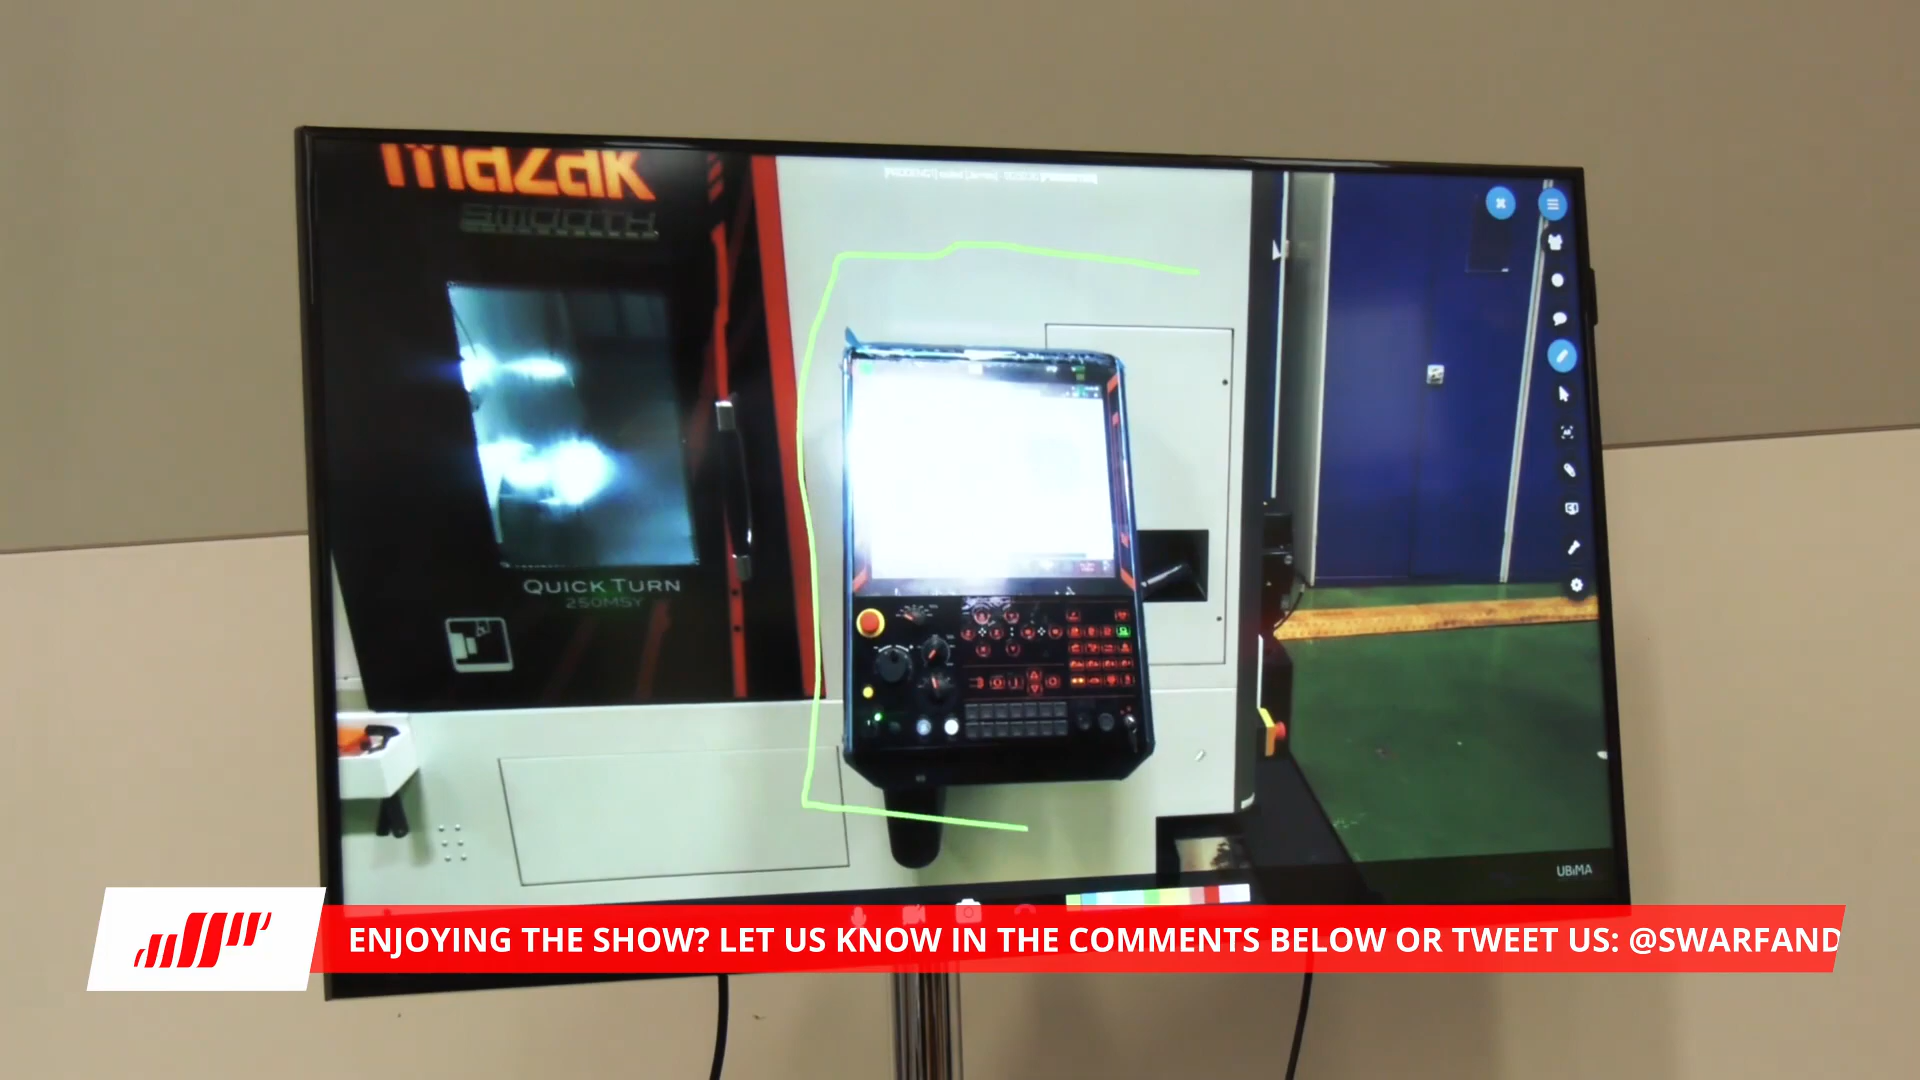 mazak
SMOOTH
QUICK TURN
250MSY
UBiMA
ENJOYING THE SHOW? LET US KNOW IN THE COMMENTS BELOW OR TWEET US: @SWARFAND